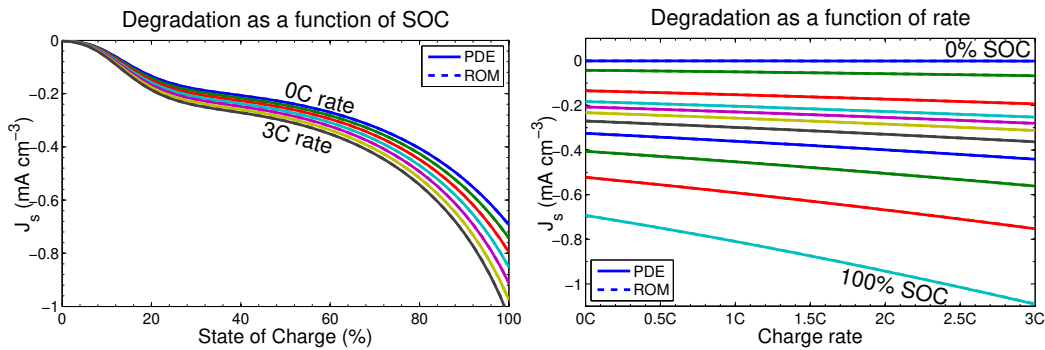 Degradation as a function of SOC
J_s (mA cm⁻³)
0
−0.2
−0.4
−0.6
−0.8
−1
PDE
ROM
0C rate
3C rate
0 20 40 60 80 100
State of Charge (%)
Degradation as a function of rate
J_s (mA cm⁻³)
0
−0.2
−0.4
−0.6
−0.8
−1
0% SOC
100% SOC
PDE
ROM
0C 0.5C 1C 1.5C 2C 2.5C 3C
Charge rate